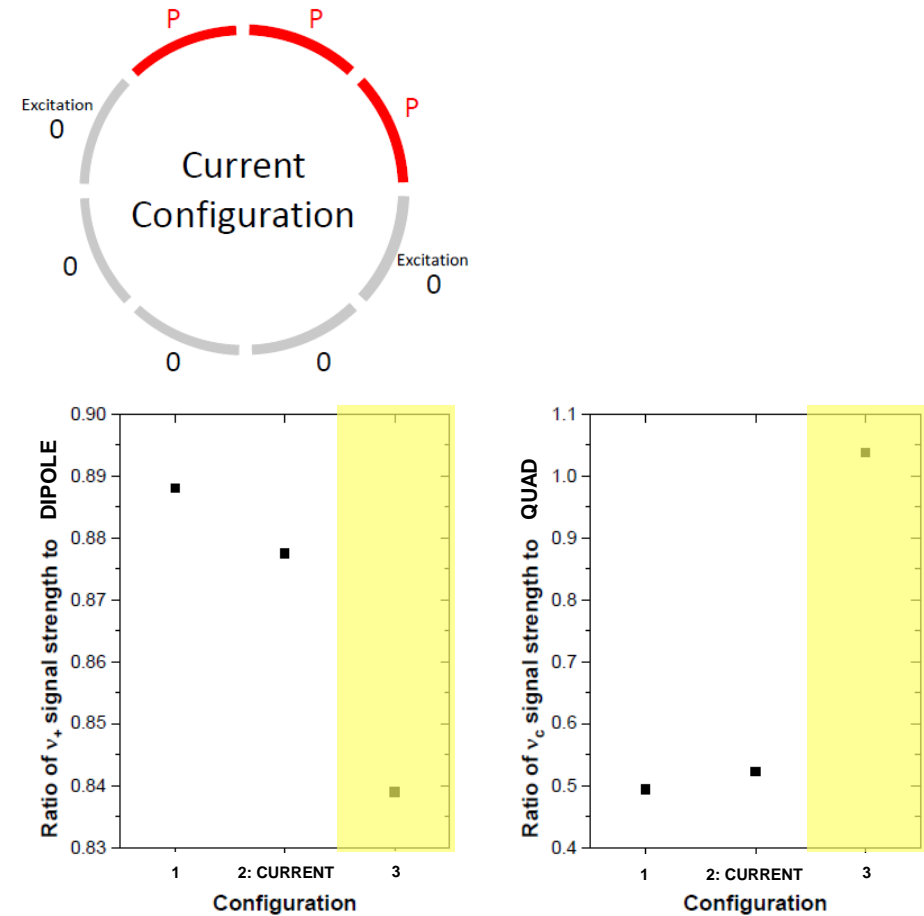 P
P
P
Excitation
0
Current
Configuration
0
Excitation
0
0
0
Ratio of ν+ signal strength to DIPOLE
0.90
0.89
0.88
0.87
0.86
0.85
0.84
0.83
1
2: CURRENT
3
Configuration
Ratio of νc signal strength to QUAD
1.1
1.0
0.9
0.8
0.7
0.6
0.5
0.4
1
2: CURRENT
3
Configuration